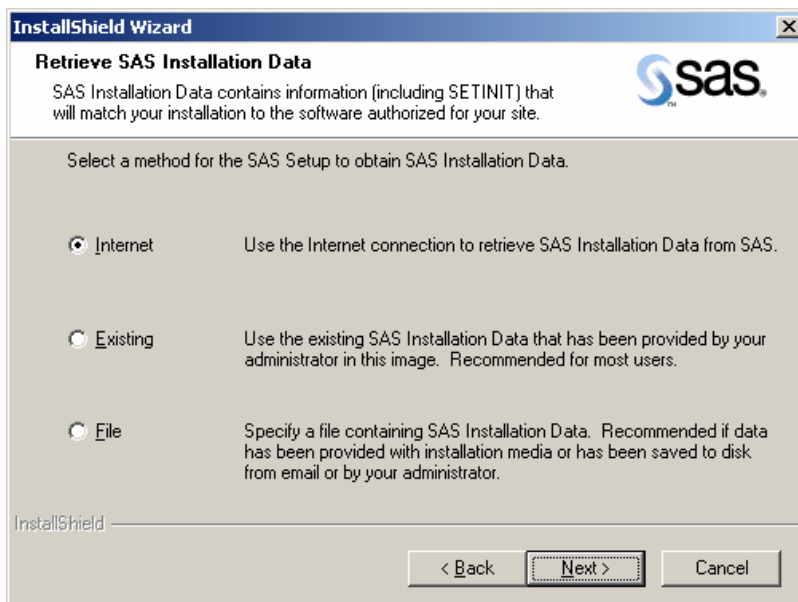 InstallShield Wizard
Retrieve SAS Installation Data
SAS Installation Data contains information (including SETINIT) that
will match your installation to the software authorized for your site.
sas.
TM
Select a method for the SAS Setup to obtain SAS Installation Data.
Internet
Use the Internet connection to retrieve SAS Installation Data from SAS.
Existing
Use the existing SAS Installation Data that has been provided by your
administrator in this image. Recommended for most users.
File
Specify a file containing SAS Installation Data. Recommended if data
has been provided with installation media or has been saved to disk
from email or by your administrator.
InstallShield
< Back
Next >
Cancel